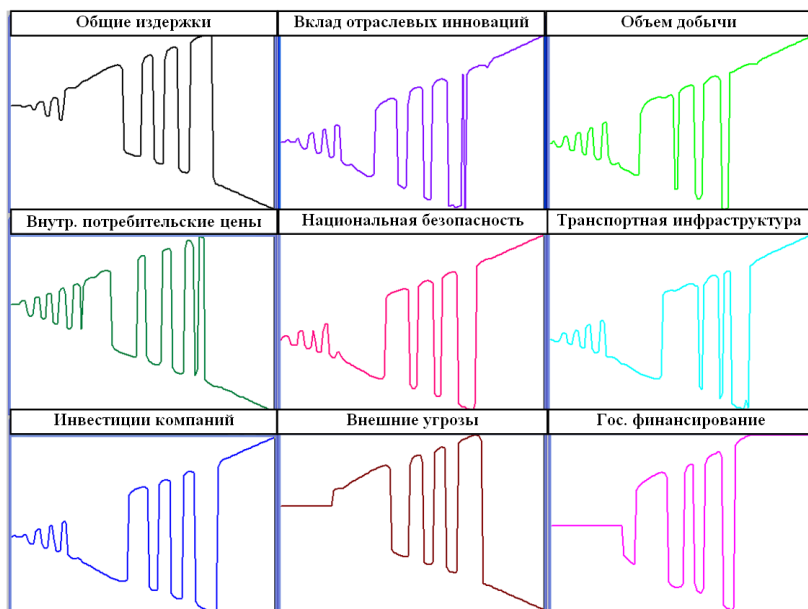 Общие издержки
Вклад отраслевых инноваций
Объем добычи
Внутр. потребительские цены
Национальная безопасность
Транспортная инфраструктура
Инвестиции компаний
Внешние угрозы
Гос. финансирование